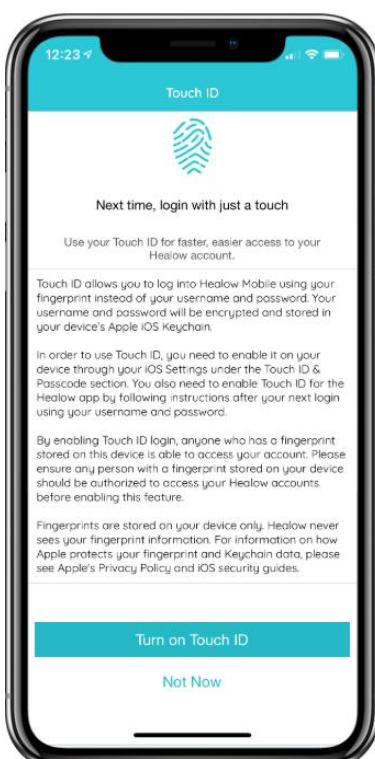 12:23
Touch ID
Next time, login with just a touch
Use your Touch ID for faster, easier access to your
Healow account.
Touch ID allows you to log into Healow Mobile using your
fingerprint instead of your username and password. Your
username and password will be encrypted and stored in
your device's Apple iOS Keychain.
In order to use Touch ID, you need to enable it on your
device through your iOS Settings under the Touch ID &
Passcode section. You also need to enable Touch ID for the
Healow app by following instructions after your next login
using your username and password.
By enabling Touch ID login, anyone who has a fingerprint
stored on this device is able to access your account. Please
ensure any person with a fingerprint stored on your device
should be authorized to access your Healow accounts
before enabling this feature.
Fingerprints are stored on your device only. Healow never
sees your fingerprint information. For information on how
Apple protects your fingerprint and Keychain data, please
see Apple's Privacy Policy and iOS security guides.
Turn on Touch ID
Not Now